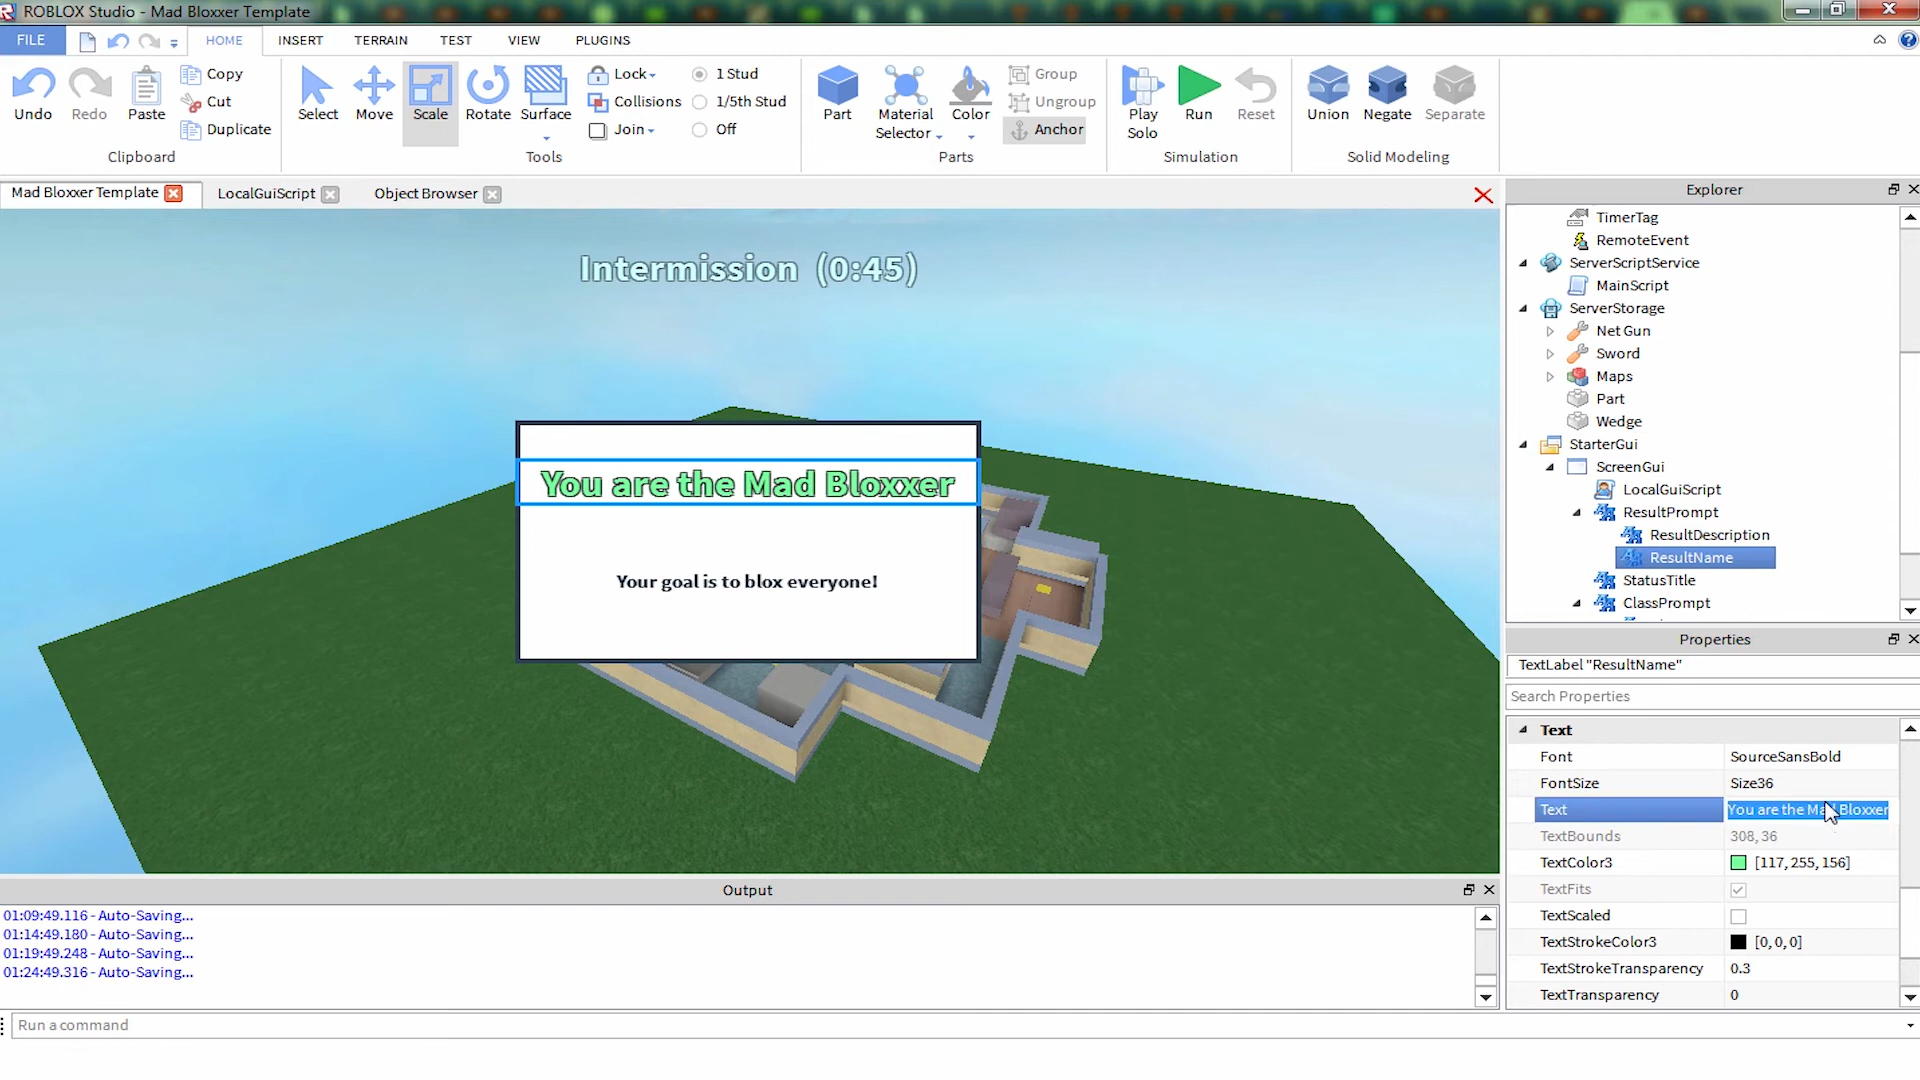 ROBLOX Studio - Mad Bloxxer Template
FILE
HOME
INSERT
TERRAIN
TEST
VIEW
PLUGINS
Undo
Redo
Paste
Copy
Cut
Duplicate
Clipboard
Select
Move
Scale
Rotate
Surface
Lock
Collisions
Join
1 Stud
1/5th Stud
Off
Tools
Part
Material
Selector
Color
Group
Ungroup
Anchor
Parts
Play
Solo
Run
Reset
Simulation
Union
Negate
Separate
Solid Modeling
Mad Bloxxer Template
LocalGuiScript
Object Browser
Intermission (0:45)
You are the Mad Bloxxer
Your goal is to blox everyone!
Explorer
TimerTag
RemoteEvent
ServerScriptService
MainScript
ServerStorage
Net Gun
Sword
Maps
Part
Wedge
StarterGui
ScreenGui
LocalGuiScript
ResultPrompt
ResultDescription
ResultName
StatusTitle
ClassPrompt
Properties
TextLabel "ResultName"
Search Properties
Text
Font SourceSansBold
FontSize Size36
Text You are the Mad Bloxxer
TextBounds 308, 36
TextColor3 [117, 255, 156]
TextFits
TextScaled
TextStrokeColor3 [0, 0, 0]
TextStrokeTransparency 0.3
TextTransparency 0
Output
01:09:49.116 - Auto-Saving...
01:14:49.180 - Auto-Saving...
01:19:49.248 - Auto-Saving...
01:24:49.316 - Auto-Saving...
Run a command